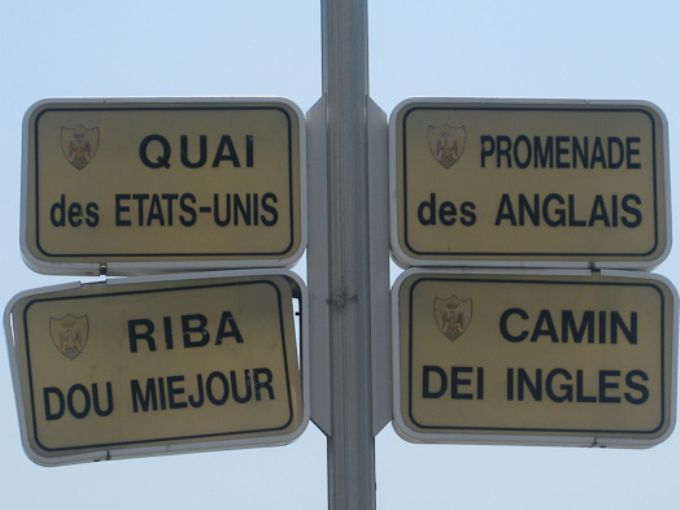 QUAI
des ETATS-UNIS
PROMENADE
des ANGLAIS
RIBA
DOU MIEJOUR
CAMIN
DEI INGLES